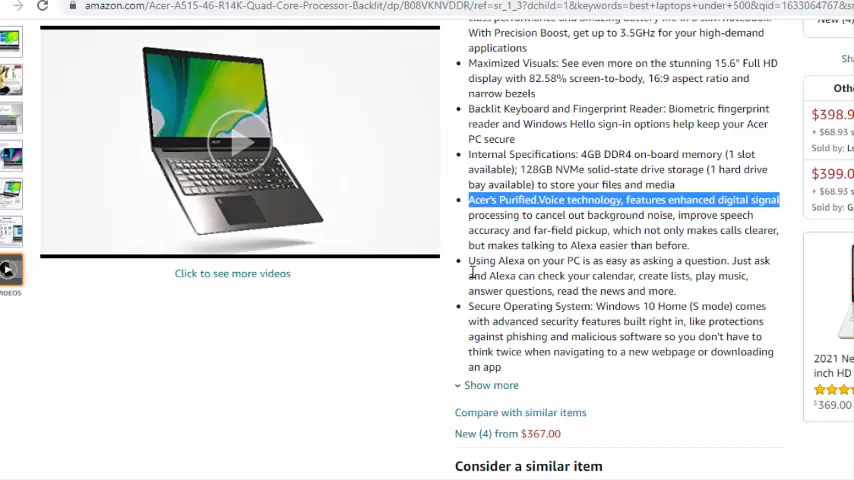 amazon.com/Acer-A515-46-R14K-Quad-Core-Processor-Backlit/dp/B08VKNVDDR/ref=sr_1_3?dchild=1&keywords=best+laptops+under+500&qid=1633064767&s
With Precision Boost, get up to 3.5GHz for your high-demand
applications
Maximized Visuals: See even more on the stunning 15.6" Full HD
display with 82.58% screen-to-body, 16:9 aspect ratio and
narrow bezels
Backlit Keyboard and Fingerprint Reader: Biometric fingerprint
reader and Windows Hello sign-in options help keep your Acer
PC secure
Internal Specifications: 4GB DDR4 on-board memory (1 slot
available); 128GB NVMe solid-state drive storage (1 hard drive
bay available) to store your files and media
Acer's Purified.Voice technology, features enhanced digital signal
processing to cancel out background noise, improve speech
accuracy and far-field pickup, which not only makes calls clearer,
but makes talking to Alexa easier than before.
Using Alexa on your PC is as easy as asking a question. Just ask
and Alexa can check your calendar, create lists, play music,
answer questions, read the news and more.
Secure Operating System: Windows 10 Home (S mode) comes
with advanced security features built right in, like protections
against phishing and malicious software so you don't have to
think twice when navigating to a new webpage or downloading
an app
Show more
Compare with similar items
New (4) from $367.00
Consider a similar item
Click to see more videos
VIDEOS
New (4)
Othe
$398.9
+ $68.93 s
Sold by: Le
$399.0
+ $68.93 s
Sold by: G
2021 Ne
inch HD
$369.00